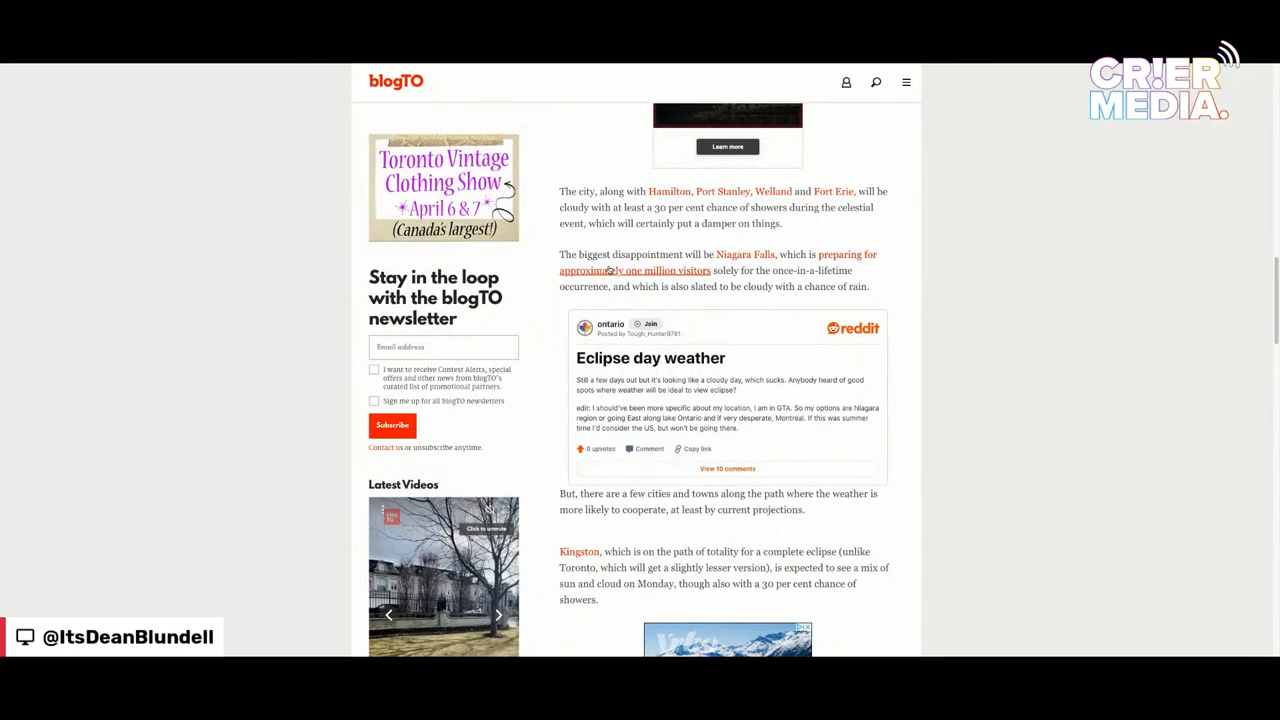 CR!ER
MEDIA.
blogTO
Learn more
Toronto Vintage
Clothing Show
*April 6 & 7*
(Canada's largest!)
Stay in the loop
with the blogTO
newsletter
Email address
I want to receive Contest Alerts, special
offers and other news from blogTO's
curated list of promotional partners.
Sign me up for all blogTO newsletters
Subscribe
Contact us or unsubscribe anytime.
Latest Videos
blog
TO
Click to unmute
The city, along with Hamilton, Port Stanley, Welland and Fort Erie, will be
cloudy with at least a 30 per cent chance of showers during the celestial
event, which will certainly put a damper on things.
The biggest disappointment will be Niagara Falls, which is preparing for
approximately one million visitors solely for the once-in-a-lifetime
occurrence, and which is also slated to be cloudy with a chance of rain.
ontario Join
Posted by Tough_Hunter9791
reddit
Eclipse day weather
Still a few days out but it's looking like a cloudy day, which sucks. Anybody heard of good
spots where weather will be ideal to view eclipse?
edit: I should've been more specific about my location, I am in GTA. So my options are Niagara
region or going East along lake Ontario and if very desperate, Montreal. If this was summer
time I'd consider the US, but won't be going there.
0 upvotes Comment Copy link
View 10 comments
But, there are a few cities and towns along the path where the weather is
more likely to cooperate, at least by current projections.
Kingston, which is on the path of totality for a complete eclipse (unlike
Toronto, which will get a slightly lesser version), is expected to see a mix of
sun and cloud on Monday, though also with a 30 per cent chance of
showers.
@ItsDeanBlundell